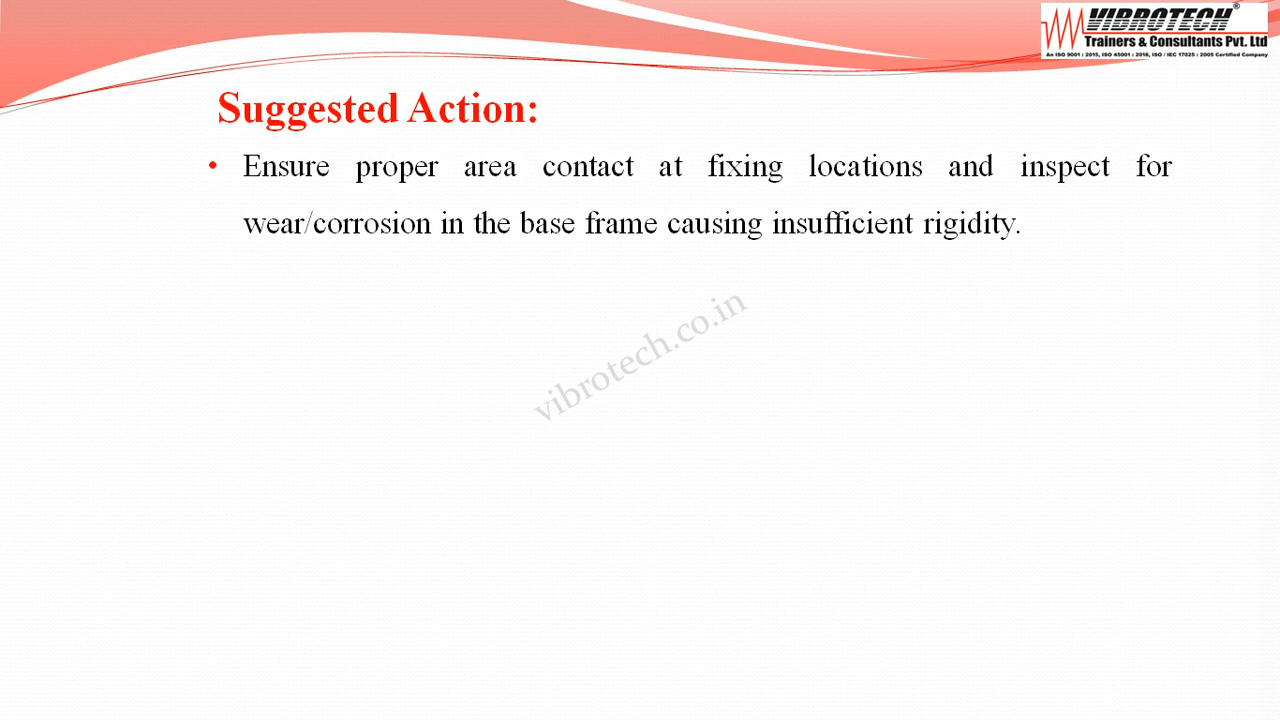 VIBROTECH®
Trainers & Consultants Pvt. Ltd
An ISO 9001 : 2015, ISO 45001 : 2018, ISO / IEC 17025 : 2005 Certified Company
Suggested Action:
• Ensure proper area contact at fixing locations and inspect for
wear/corrosion in the base frame causing insufficient rigidity.
vibrotech.co.in